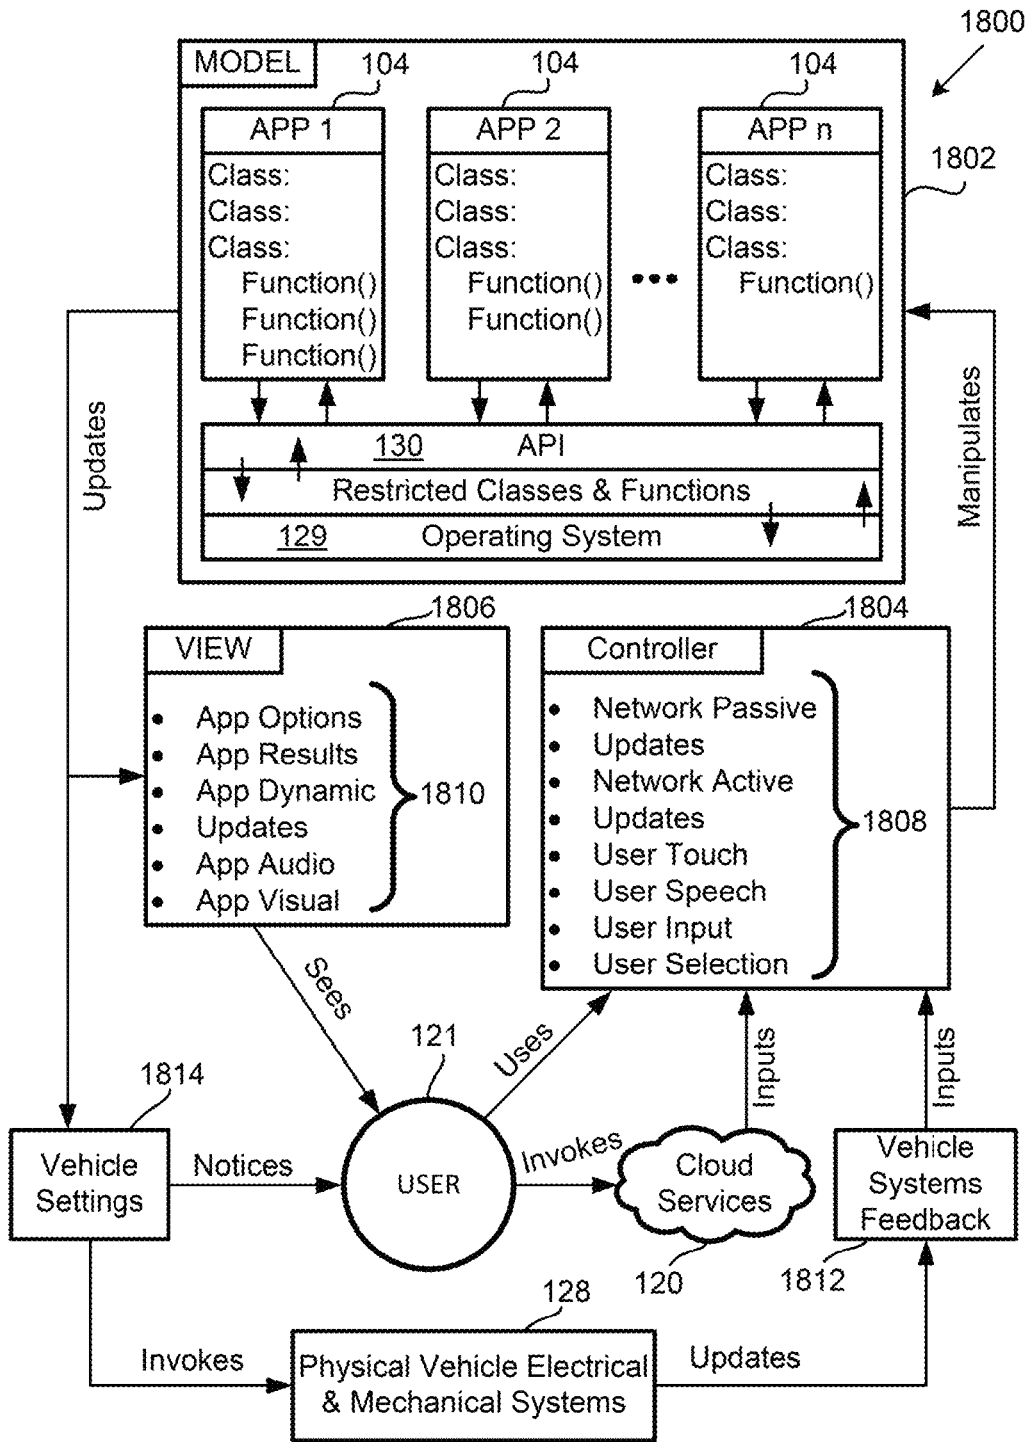 1800
MODEL
104
104
104
1802
APP 1
Class:
Class:
Class:
Function()
Function()
Function()
APP 2
Class:
Class:
Class:
Function()
Function()
•••
APP n
Class:
Class:
Class:
Function()
130 API
Restricted Classes & Functions
129 Operating System
Updates
Manipulates
1806
VIEW
• App Options
• App Results
• App Dynamic
• Updates
• App Audio
• App Visual
1810
1804
Controller
• Network Passive
• Updates
• Network Active
• Updates
• User Touch
• User Speech
• User Input
• User Selection
1808
Sees
Uses
Inputs
Inputs
121
1814
Vehicle
Settings
Notices
USER
Invokes
Cloud
Services
120
Vehicle
Systems
Feedback
1812
128
Invokes
Physical Vehicle Electrical
& Mechanical Systems
Updates